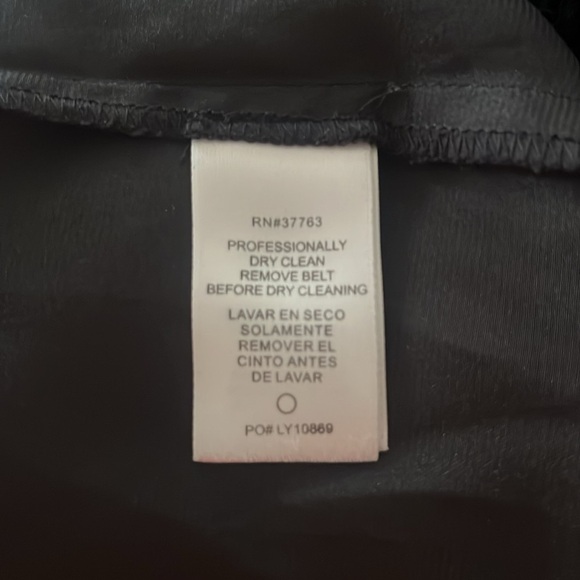 RN#37763
PROFESSIONALLY
DRY CLEAN
REMOVE BELT
BEFORE DRY CLEANING
LAVAR EN SECO
SOLAMENTE
REMOVER EL
CINTO ANTES
DE LAVAR
PO# LY10869